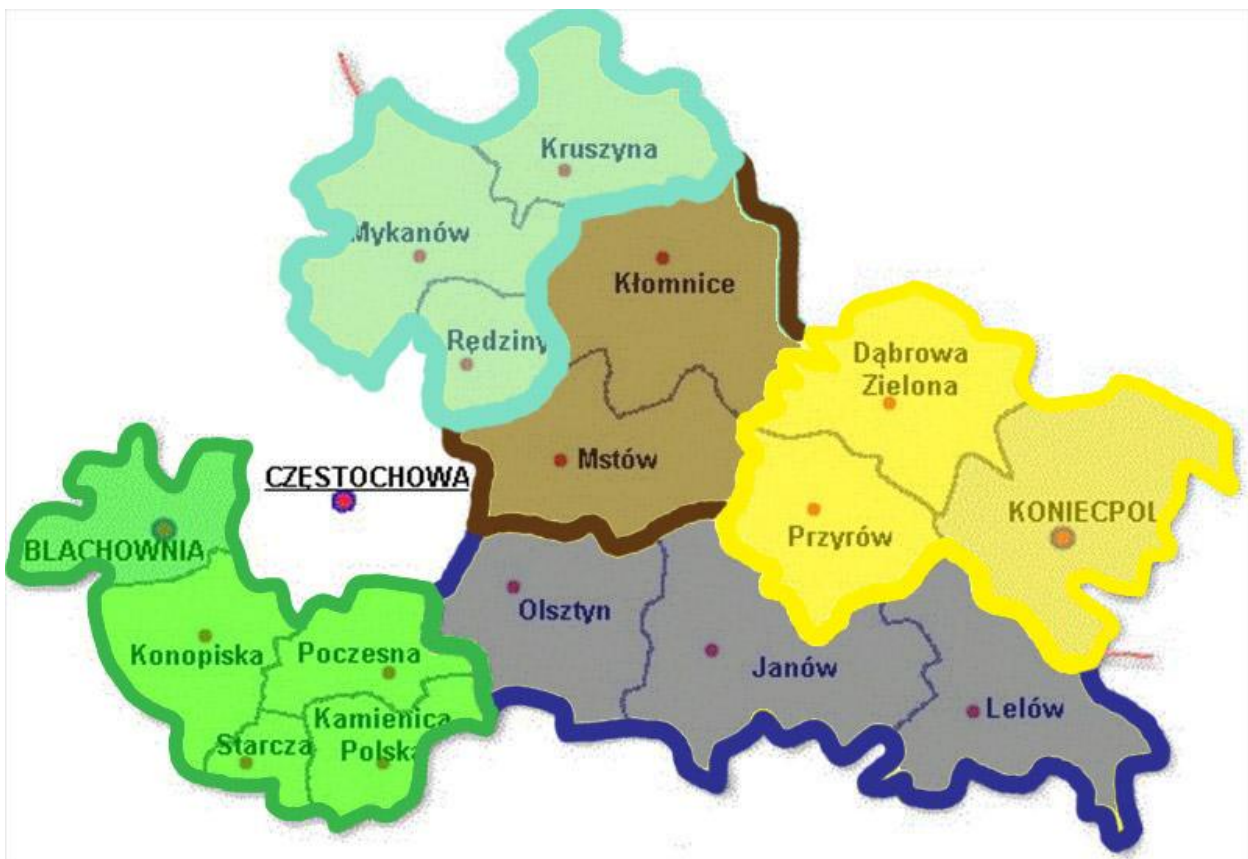 Kruszyna
Mykanów
Kłomnice
Rędziny
Dąbrowa
Zielona
Mstów
CZĘSTOCHOWA
KONIECPOL
Przyrów
BLACHOWNIA
Olsztyn
Konopiska
Poczesna
Janów
Lelów
Kamienica
Polska
Starcza